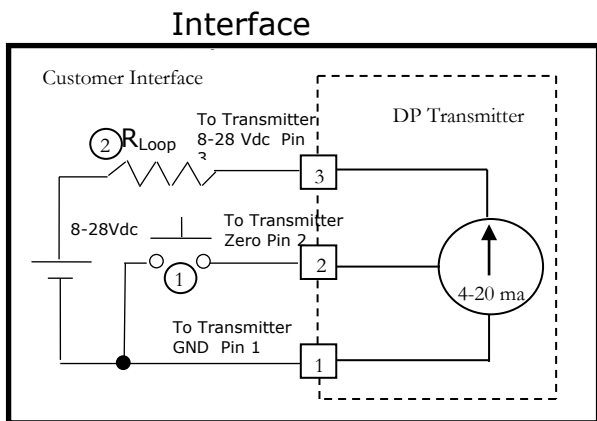 Interface
Customer Interface
DP Transmitter
To Transmitter
8-28 Vdc Pin
3
2
RLoop
3
8-28Vdc
To Transmitter
Zero Pin 2
1
2
4-20 ma
To Transmitter
GND Pin 1
1